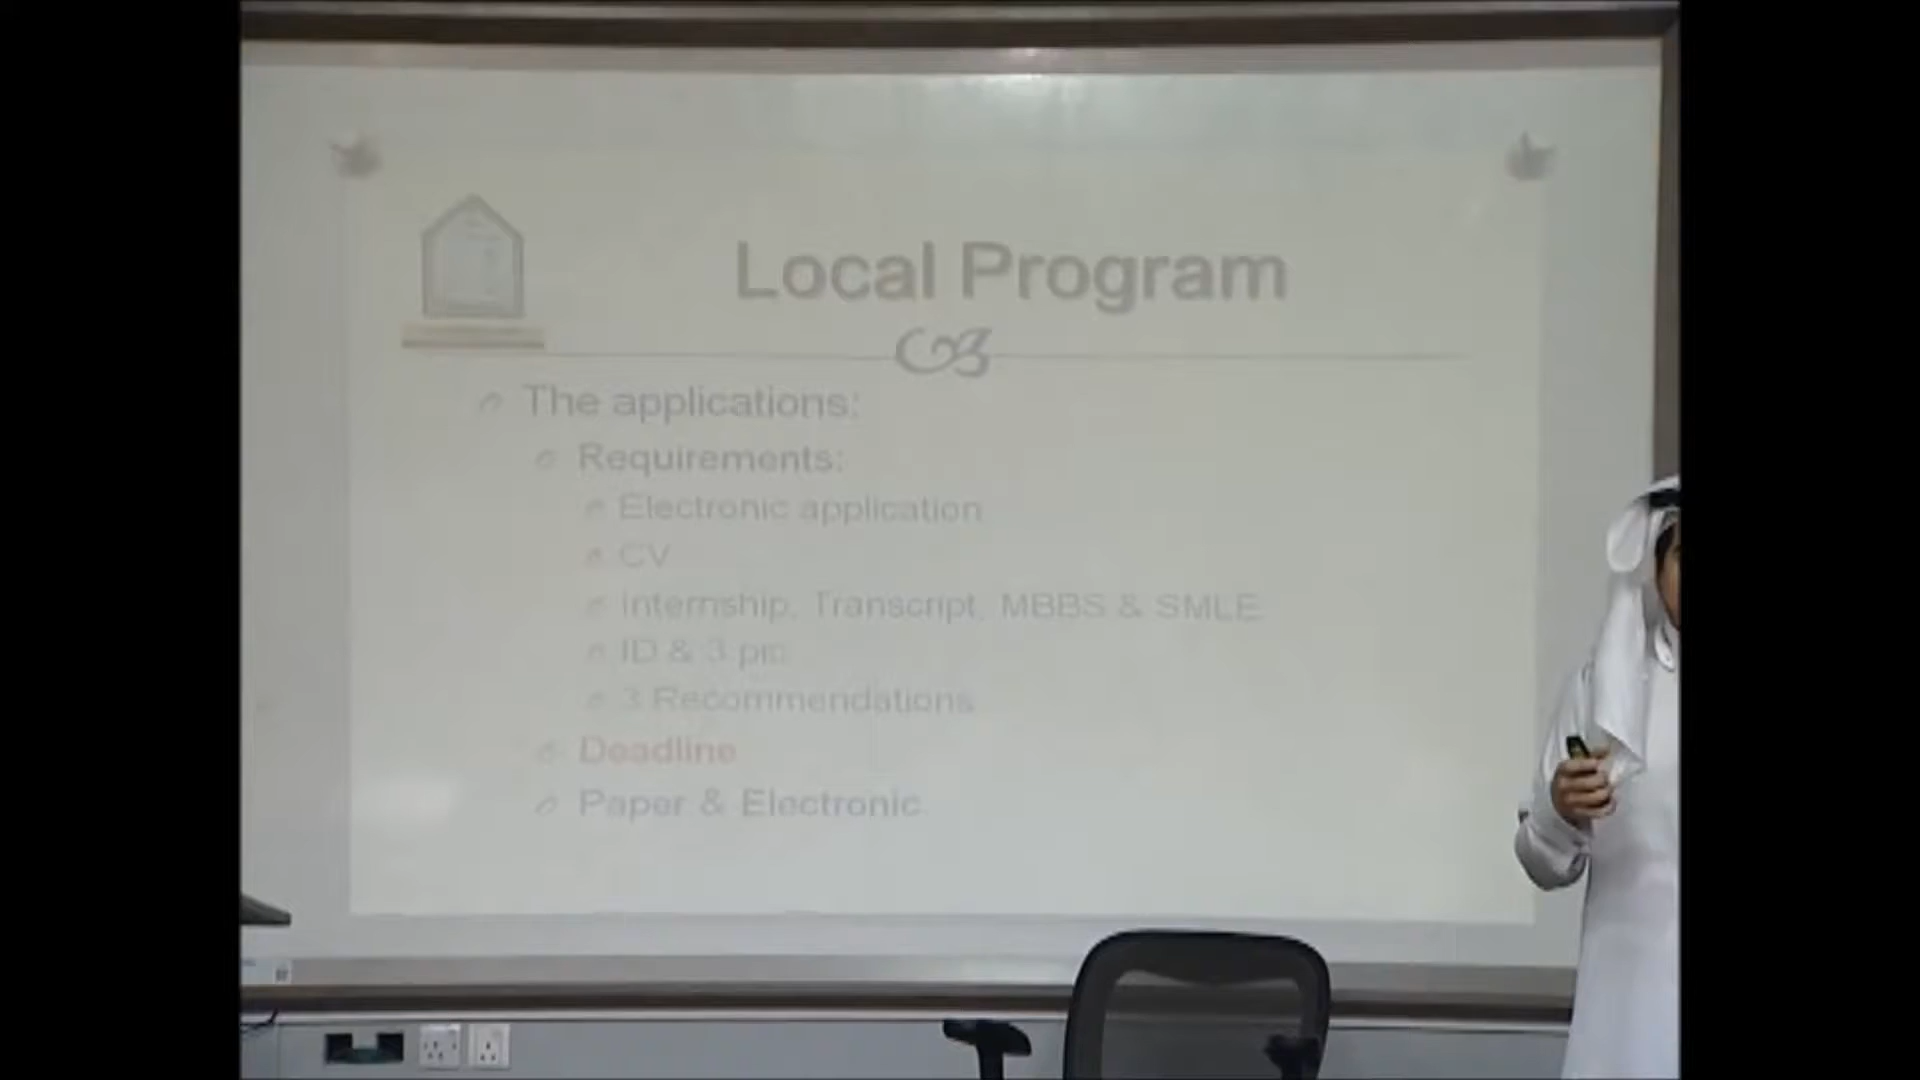 Local Program
The applications:
Requirements:
Electronic application
CV
Internship, Transcript, MBBS & SMLE
ID & 3 pic
3 Recommendations
Deadline
Paper & Electronic